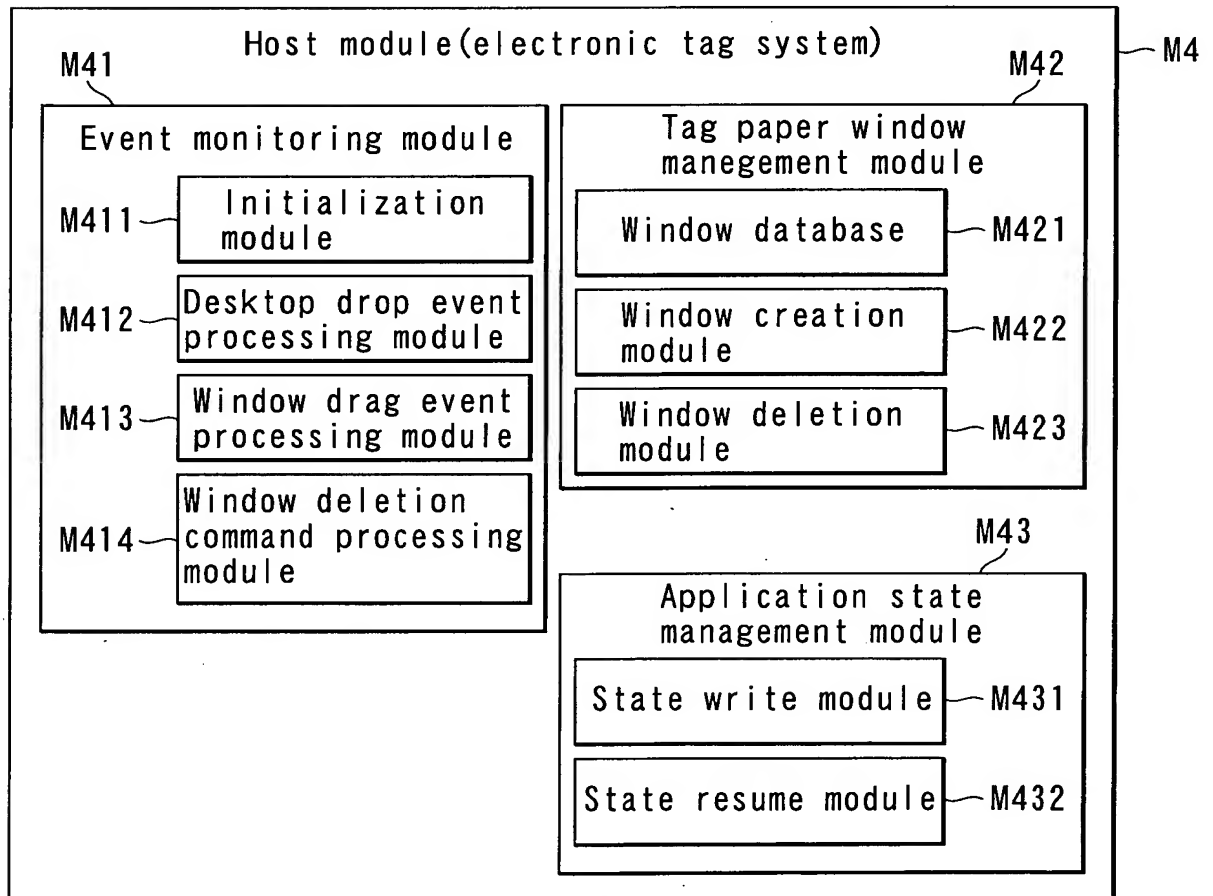 Host module(electronic tag system)
M4
M41
Event monitoring module
M411
Initialization
module
M412
Desktop drop event
processing module
M413
Window drag event
processing module
M414
Window deletion
command processing
module
M42
Tag paper window
manegement module
Window database
M421
Window creation
module
M422
Window deletion
module
M423
M43
Application state
management module
State write module
M431
State resume module
M432